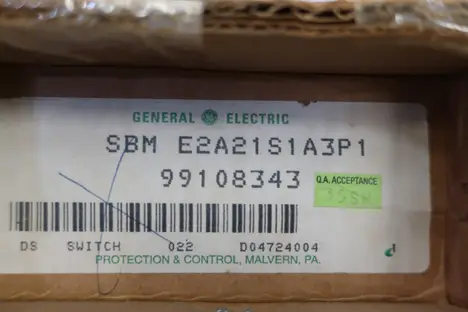 GENERAL ELECTRIC
SBM E2A21S1A3P1
99108343
Q.A. ACCEPTANCE
DS SWITCH 022 D04724004
PROTECTION & CONTROL, MALVERN, PA.